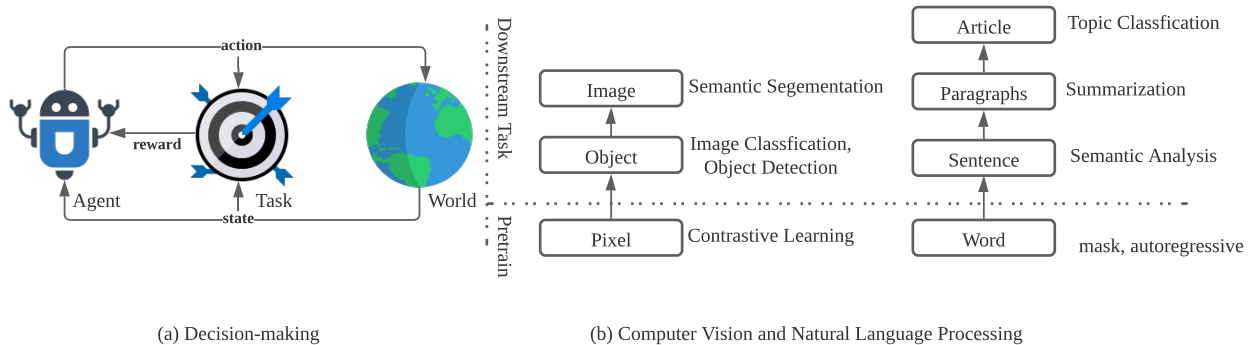 action
reward
Agent
Task
World
state
(a) Decision-making
Downstream Task
Pretrain
Image
Semantic Segementation
Object
Image Classfication,
Object Detection
Pixel
Contrastive Learning
Article
Topic Classfication
Paragraphs
Summarization
Sentence
Semantic Analysis
Word
mask, autoregressive
(b) Computer Vision and Natural Language Processing